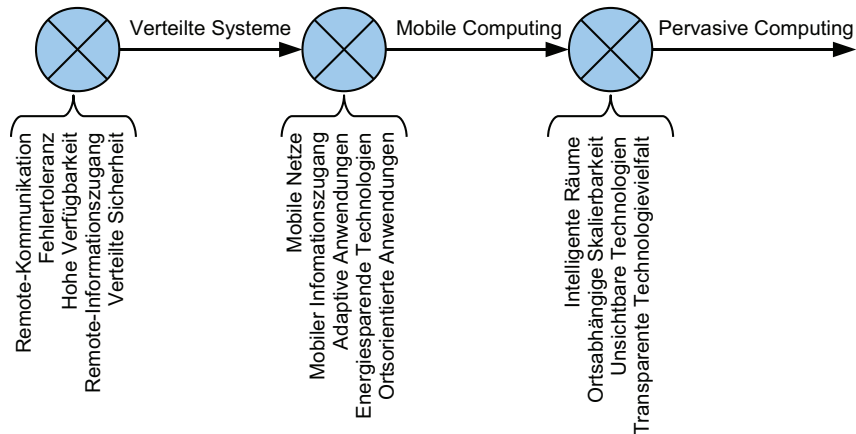 Verteilte Systeme
Mobile Computing
Pervasive Computing
Remote-Kommunikation
Fehlertoleranz
Hohe Verfügbarkeit
Remote-Informationszugang
Verteilte Sicherheit
Mobile Netze
Mobiler Infomationszugang
Adaptive Anwendungen
Energiesparende Technologien
Ortsorientierte Anwendungen
Intelligente Räume
Ortsabhängige Skalierbarkeit
Unsichtbare Technologien
Transparente Technologievielfalt